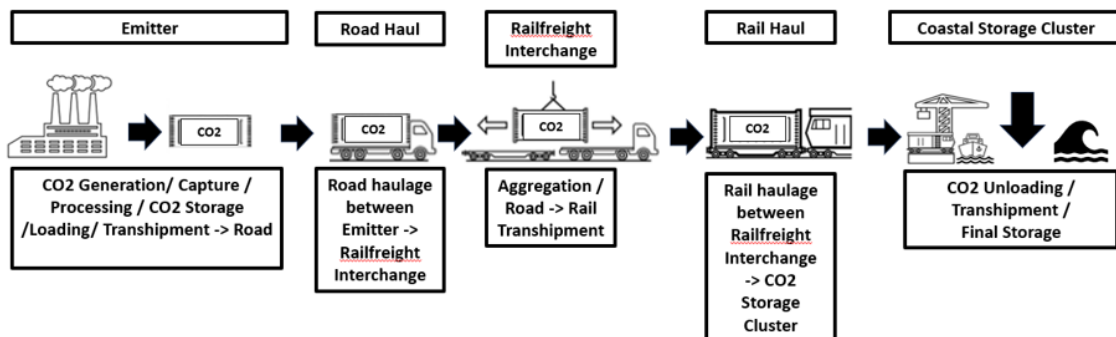 Emitter
Road Haul
Railfreight
Interchange
Rail Haul
Coastal Storage Cluster
CO2
CO2
CO2
CO2
CO2 Generation/ Capture /
Processing / CO2 Storage
/Loading/ Transhipment -> Road
Road haulage
between
Emitter ->
Railfreight
Interchange
Aggregation /
Road -> Rail
Transhipment
Rail haulage
between
Railfreight
Interchange
-> CO2
Storage
Cluster
CO2 Unloading /
Transhipment /
Final Storage